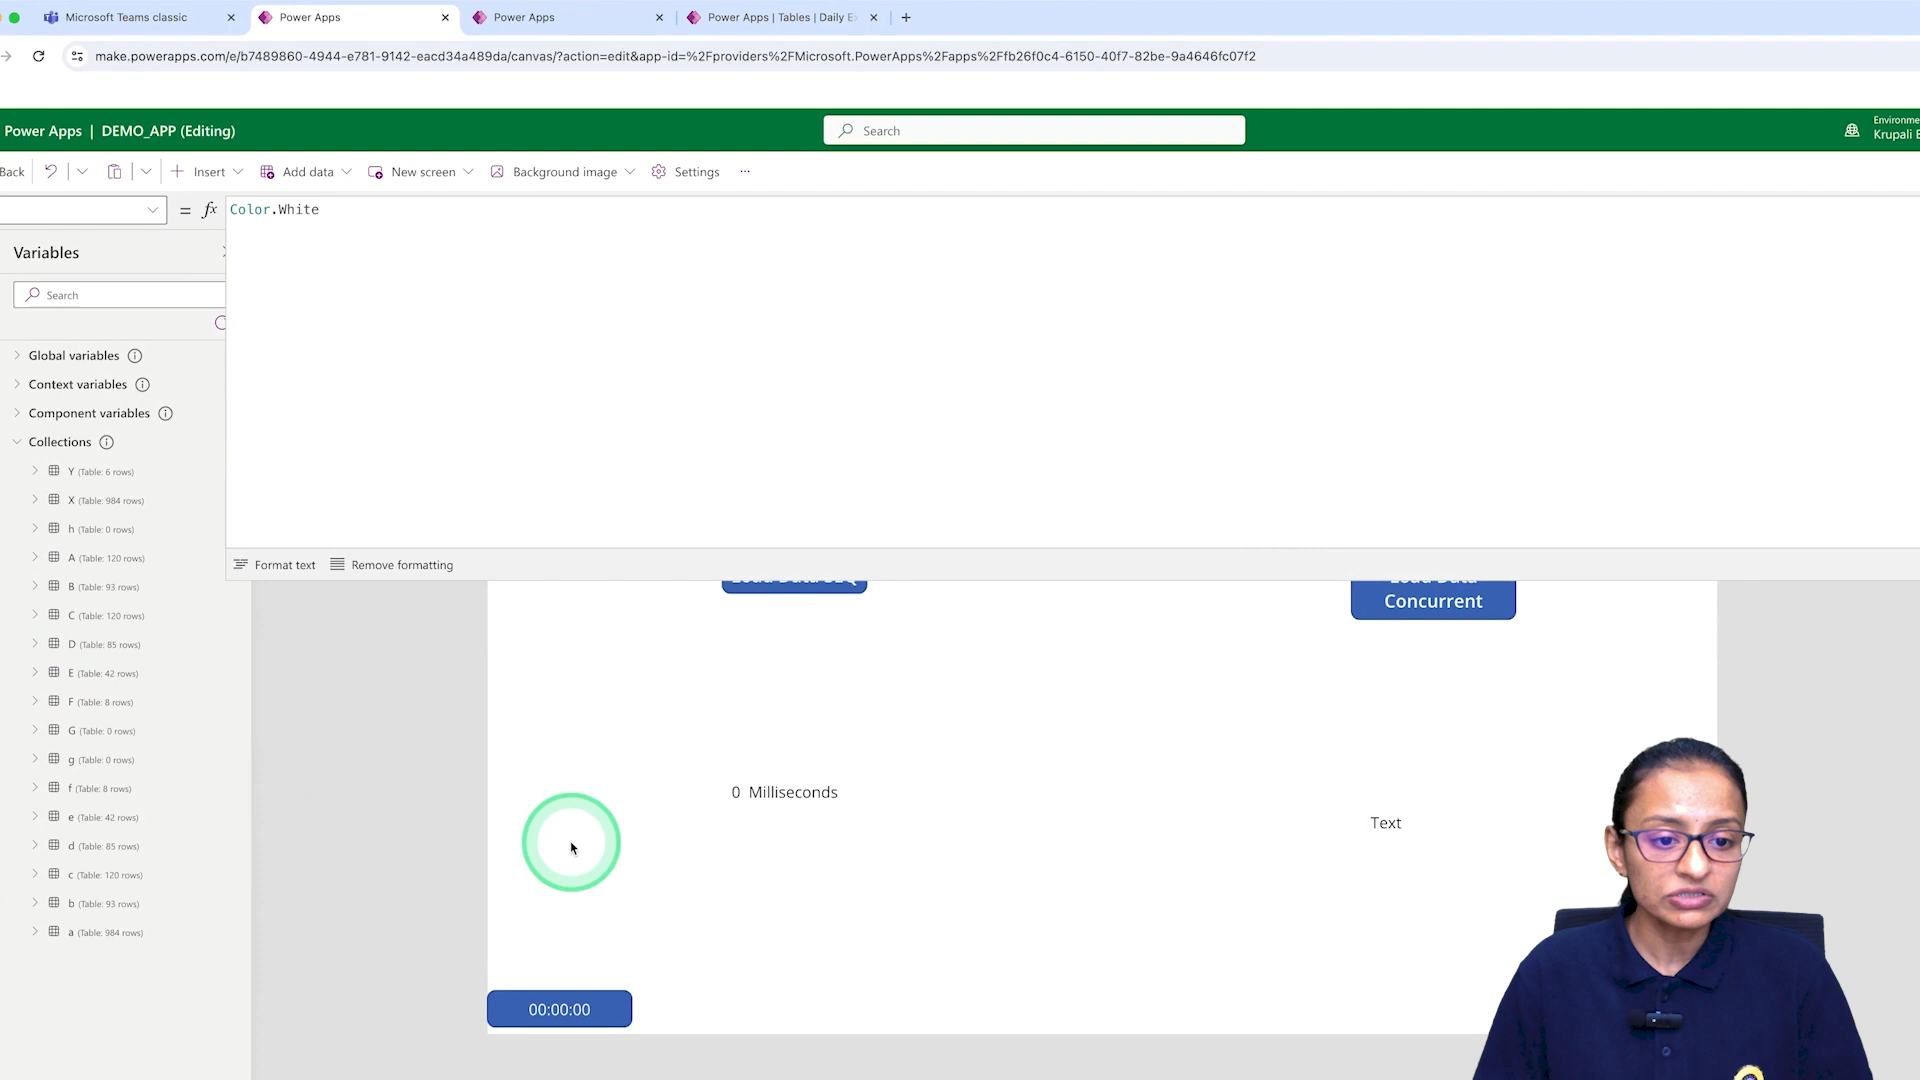 Microsoft Teams classic
Power Apps
Power Apps
Power Apps | Tables | Daily Ex
make.powerapps.com/e/b7489860-4944-e781-9142-eacd34a489da/canvas/?action=edit&app-id=%2Fproviders%2FMicrosoft.PowerApps%2Fapps%2Ffb26f0c4-6150-40f7-82be-9a4646fc07f2
Power Apps | DEMO_APP (Editing)
Search
Environme
Krupali B
Back
Insert
Add data
New screen
Background image
Settings
= fx
Color.White
Variables
Search
Global variables
Context variables
Component variables
Collections
Y (Table: 6 rows)
X (Table: 984 rows)
h (Table: 0 rows)
A (Table: 120 rows)
B (Table: 93 rows)
C (Table: 120 rows)
D (Table: 85 rows)
E (Table: 42 rows)
F (Table: 8 rows)
G (Table: 0 rows)
g (Table: 0 rows)
f (Table: 8 rows)
e (Table: 42 rows)
d (Table: 85 rows)
c (Table: 120 rows)
b (Table: 93 rows)
a (Table: 984 rows)
Format text
Remove formatting
Concurrent
0 Milliseconds
Text
00:00:00